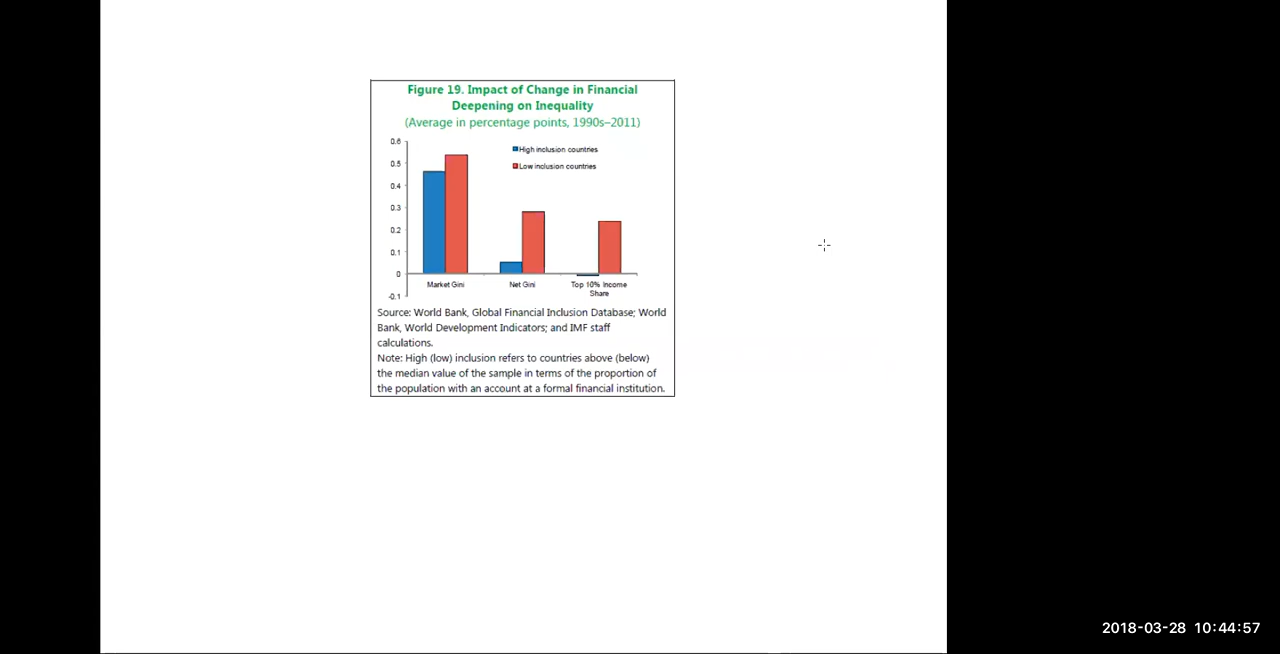 Figure 19. Impact of Change in Financial
Deepening on Inequality
(Average in percentage points, 1990s–2011)
High inclusion countries
Low inclusion countries
0.6
0.5
0.4
0.3
0.2
0.1
0
-0.1
Market Gini
Net Gini
Top 10% Income
Share
Source: World Bank, Global Financial Inclusion Database; World
Bank, World Development Indicators; and IMF staff
calculations.
Note: High (low) inclusion refers to countries above (below)
the median value of the sample in terms of the proportion of
the population with an account at a formal financial institution.
2018-03-28 10:44:57